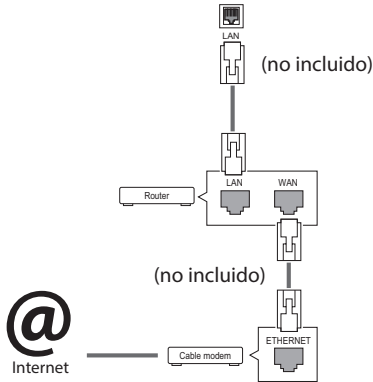 LAN
(no incluido)
LAN WAN
Router
(no incluido)
@
ETHERNET
Cable modem
Internet